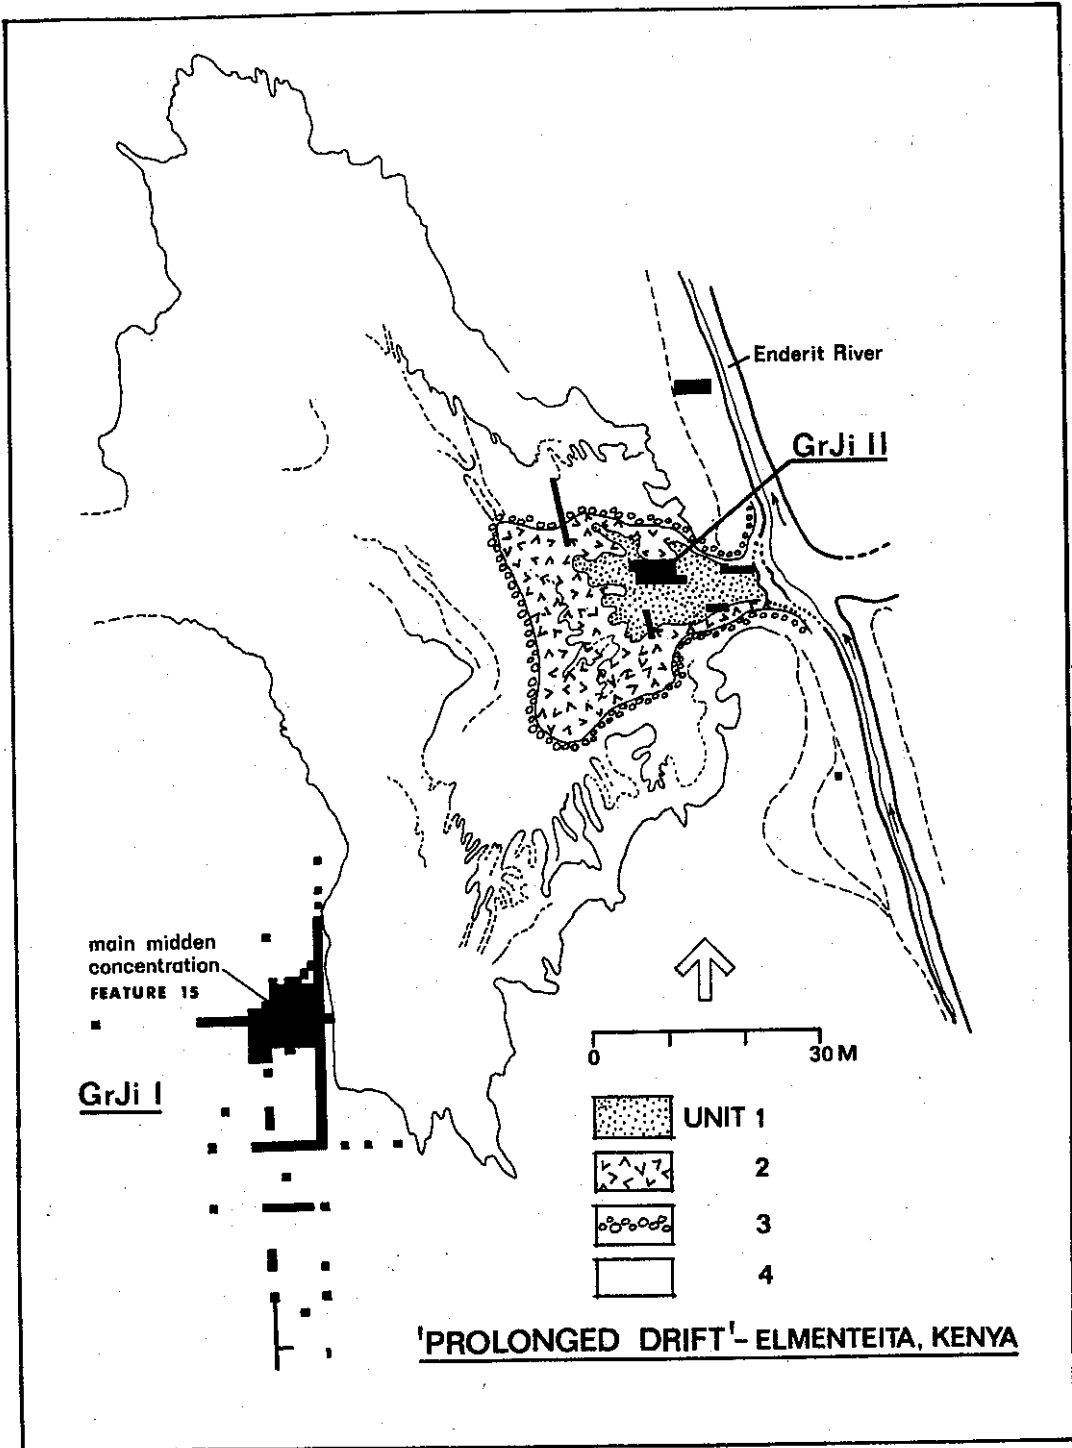 Enderit River
GrJi II
main midden
concentration
FEATURE 15
GrJi I
0 30 M
UNIT 1
2
3
4
'PROLONGED DRIFT' - ELMENTEITA, KENYA